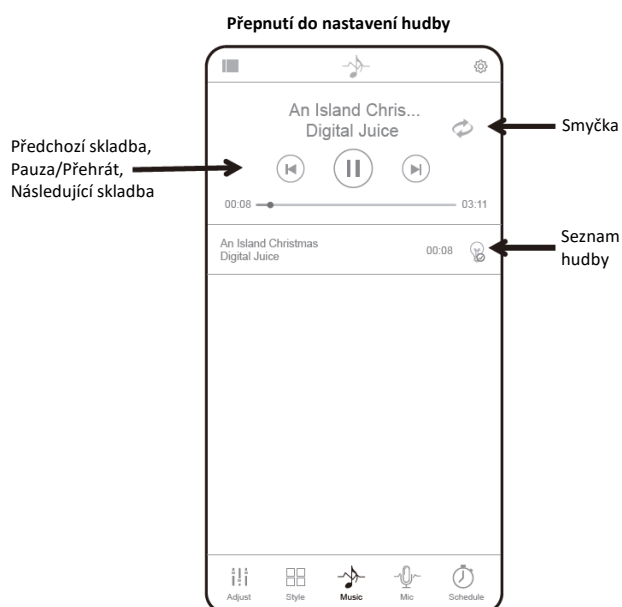 Přepnutí do nastavení hudby
An Island Chris...
Digital Juice
Smyčka
Předchozí skladba,
Pauza/Přehrát,
Následující skladba
00:08
03:11
An Island Christmas
Digital Juice
00:08
Seznam
hudby
Adjust
Style
Music
Mic
Schedule